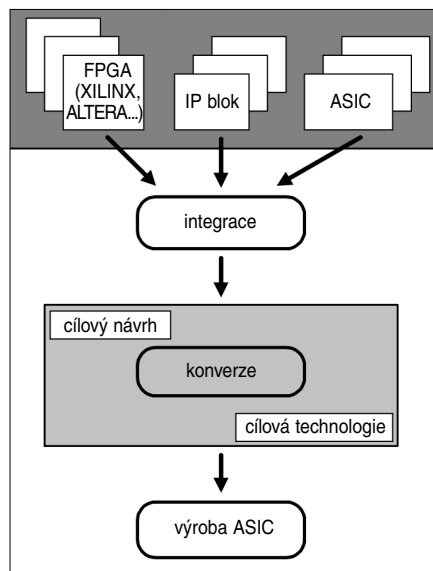 FPGA
(XILINX,
ALTERA...)
IP blok
ASIC
integrace
cílový návrh
konverze
cílová technologie
výroba ASIC